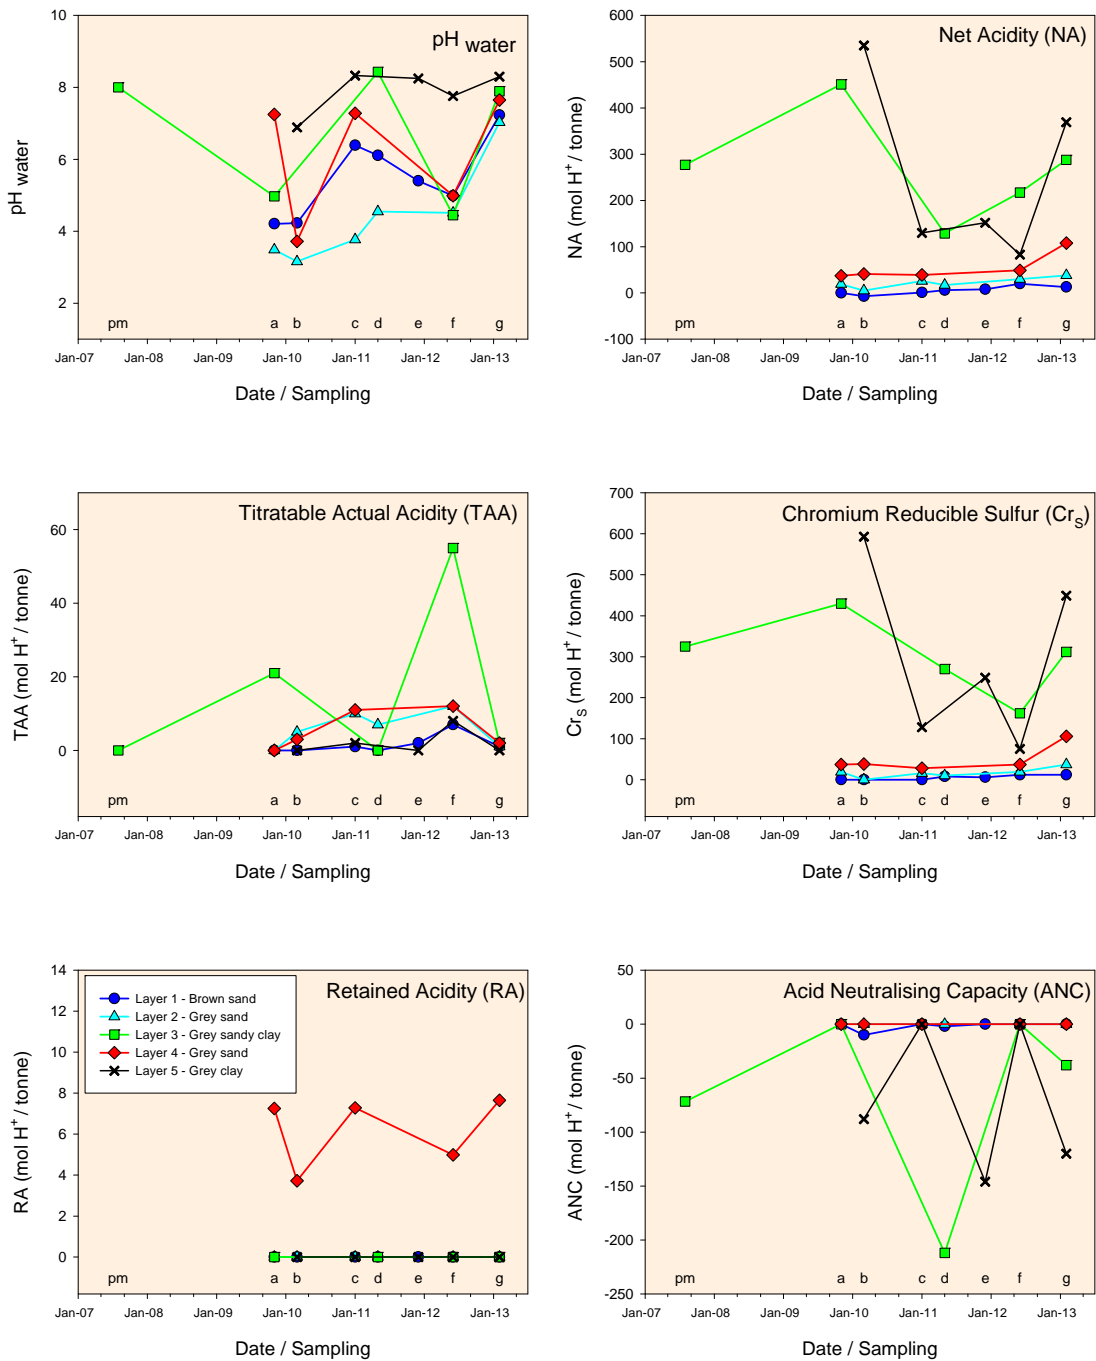 pH water
10
8
6
4
2
pH water
pm a b c d e f g
Jan-07 Jan-08 Jan-09 Jan-10 Jan-11 Jan-12 Jan-13
Date / Sampling
Net Acidity (NA)
600
500
400
300
200
100
0
-100
NA (mol H+ / tonne)
pm a b c d e f g
Jan-07 Jan-08 Jan-09 Jan-10 Jan-11 Jan-12 Jan-13
Date / Sampling
Titratable Actual Acidity (TAA)
60
40
20
0
TAA (mol H+ / tonne)
pm a b c d e f g
Jan-07 Jan-08 Jan-09 Jan-10 Jan-11 Jan-12 Jan-13
Date / Sampling
Chromium Reducible Sulfur (CrS)
700
600
500
400
300
200
100
0
CrS (mol H+ / tonne)
pm a b c d e f g
Jan-07 Jan-08 Jan-09 Jan-10 Jan-11 Jan-12 Jan-13
Date / Sampling
Retained Acidity (RA)
Layer 1 - Brown sand
Layer 2 - Grey sand
Layer 3 - Grey sandy clay
Layer 4 - Grey sand
Layer 5 - Grey clay
14
12
10
8
6
4
2
0
RA (mol H+ / tonne)
a b c d e f g
Jan-07 Jan-08 Jan-09 Jan-10 Jan-11 Jan-12 Jan-13
Date / Sampling
Acid Neutralising Capacity (ANC)
50
0
-50
-100
-150
-200
-250
ANC (mol H+ / tonne)
pm a b c d e f g
Jan-07 Jan-08 Jan-09 Jan-10 Jan-11 Jan-12 Jan-13
Date / Sampling